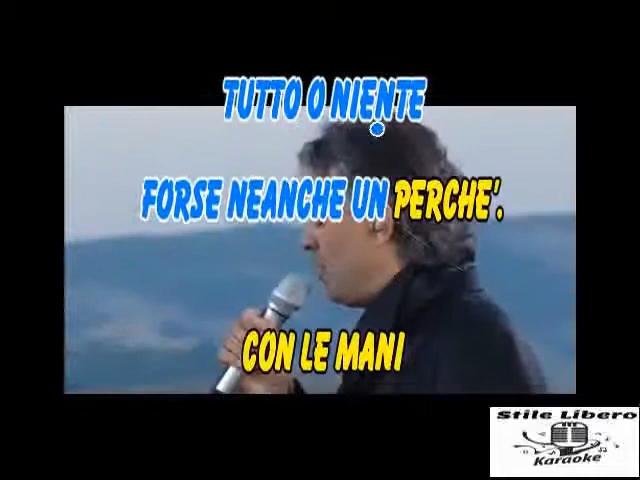 TUTTO O NIENTE
FORSE NEANCHE UN PERCHE'.
CON LE MANI
Stile Libero
Karaoke